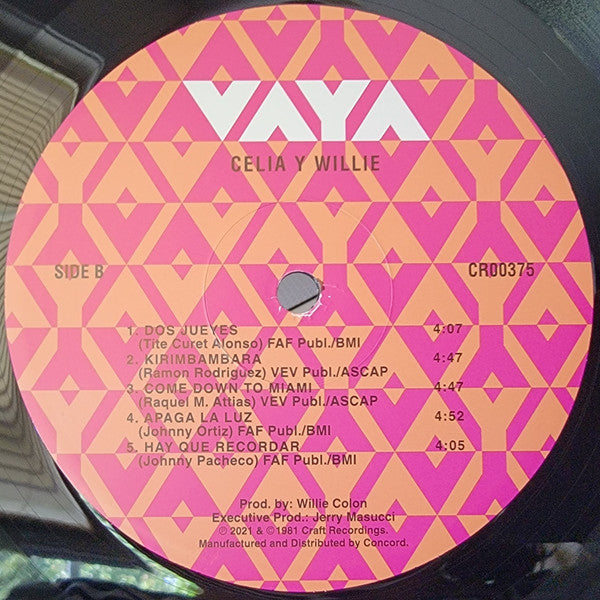 VAYA
CELIA Y WILLIE
SIDE B
CR00375
1. DOS JUEYES 4:07
(Tite Curet Alonso) FAF Publ./BMI
2. KIRIMBAMBARA 4:47
(Ramon Rodriguez) VEV Publ./ASCAP
3. COME DOWN TO MIAMI 4:47
(Raquel M. Attias) VEV Publ./ASCAP
4. APAGA LA LUZ 4:52
(Johnny Ortiz) FAF Publ./BMI
5. HAY QUE RECORDAR 4:05
(Johnny Pacheco) FAF Publ./BMI
Prod. by: Willie Colon
Executive Prod.: Jerry Masucci
℗ 2021 & ©1981 Craft Recordings.
Manufactured and Distributed by Concord.